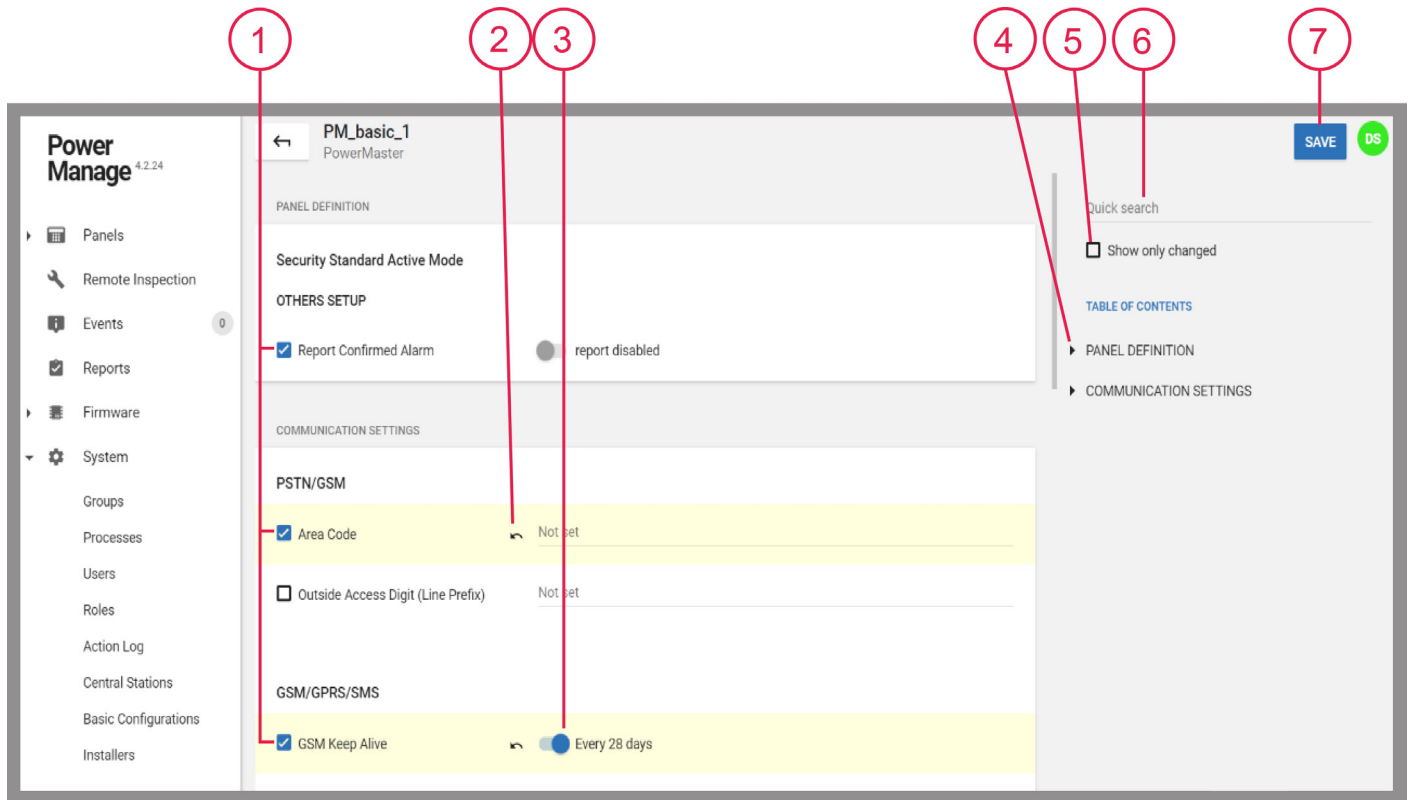 1
2
3
4
5
6
7
Power
Manage 4.2.24
Panels
Remote Inspection
Events 0
Reports
Firmware
System
Groups
Processes
Users
Roles
Action Log
Central Stations
Basic Configurations
Installers
PM_basic_1
PowerMaster
SAVE
DS
PANEL DEFINITION
Security Standard Active Mode
OTHERS SETUP
Report Confirmed Alarm report disabled
COMMUNICATION SETTINGS
PSTN/GSM
Area Code Not set
Outside Access Digit (Line Prefix) Not set
GSM/GPRS/SMS
GSM Keep Alive Every 28 days
Quick search
Show only changed
TABLE OF CONTENTS
PANEL DEFINITION
COMMUNICATION SETTINGS